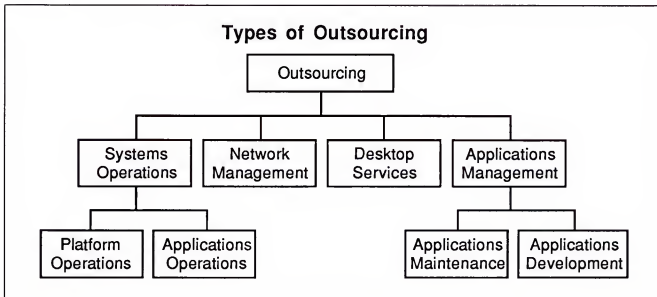 Types of Outsourcing
Outsourcing
Systems
Operations
Network
Management
Desktop
Services
Applications
Management
Platform
Operations
Applications
Operations
Applications
Maintenance
Applications
Development